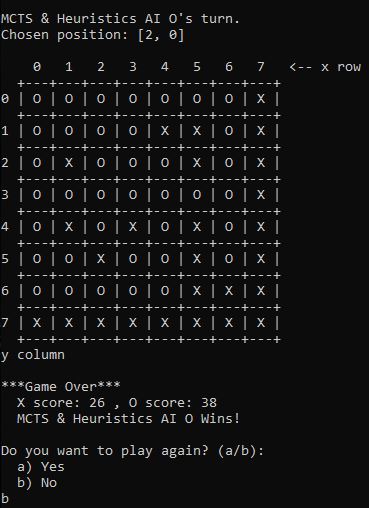 MCTS & Heuristics AI O's turn.
Chosen position: [2, 0]
    0   1   2   3   4   5   6   7   <-- x row
  +---+---+---+---+---+---+---+---+
0 | O | O | O | O | O | O | O | X |
  +---+---+---+---+---+---+---+---+
1 | O | O | O | O | X | X | O | X |
  +---+---+---+---+---+---+---+---+
2 | O | X | O | O | O | X | O | X |
  +---+---+---+---+---+---+---+---+
3 | O | O | O | O | O | O | O | X |
  +---+---+---+---+---+---+---+---+
4 | O | X | O | X | O | X | O | X |
  +---+---+---+---+---+---+---+---+
5 | O | O | X | O | O | X | O | X |
  +---+---+---+---+---+---+---+---+
6 | O | O | O | O | O | X | X | X |
  +---+---+---+---+---+---+---+---+
7 | X | X | X | X | X | X | X | X |
  +---+---+---+---+---+---+---+---+
y column
***Game Over***
  X score: 26 , O score: 38
  MCTS & Heuristics AI O Wins!
Do you want to play again? (a/b):
  a) Yes
  b) No
b